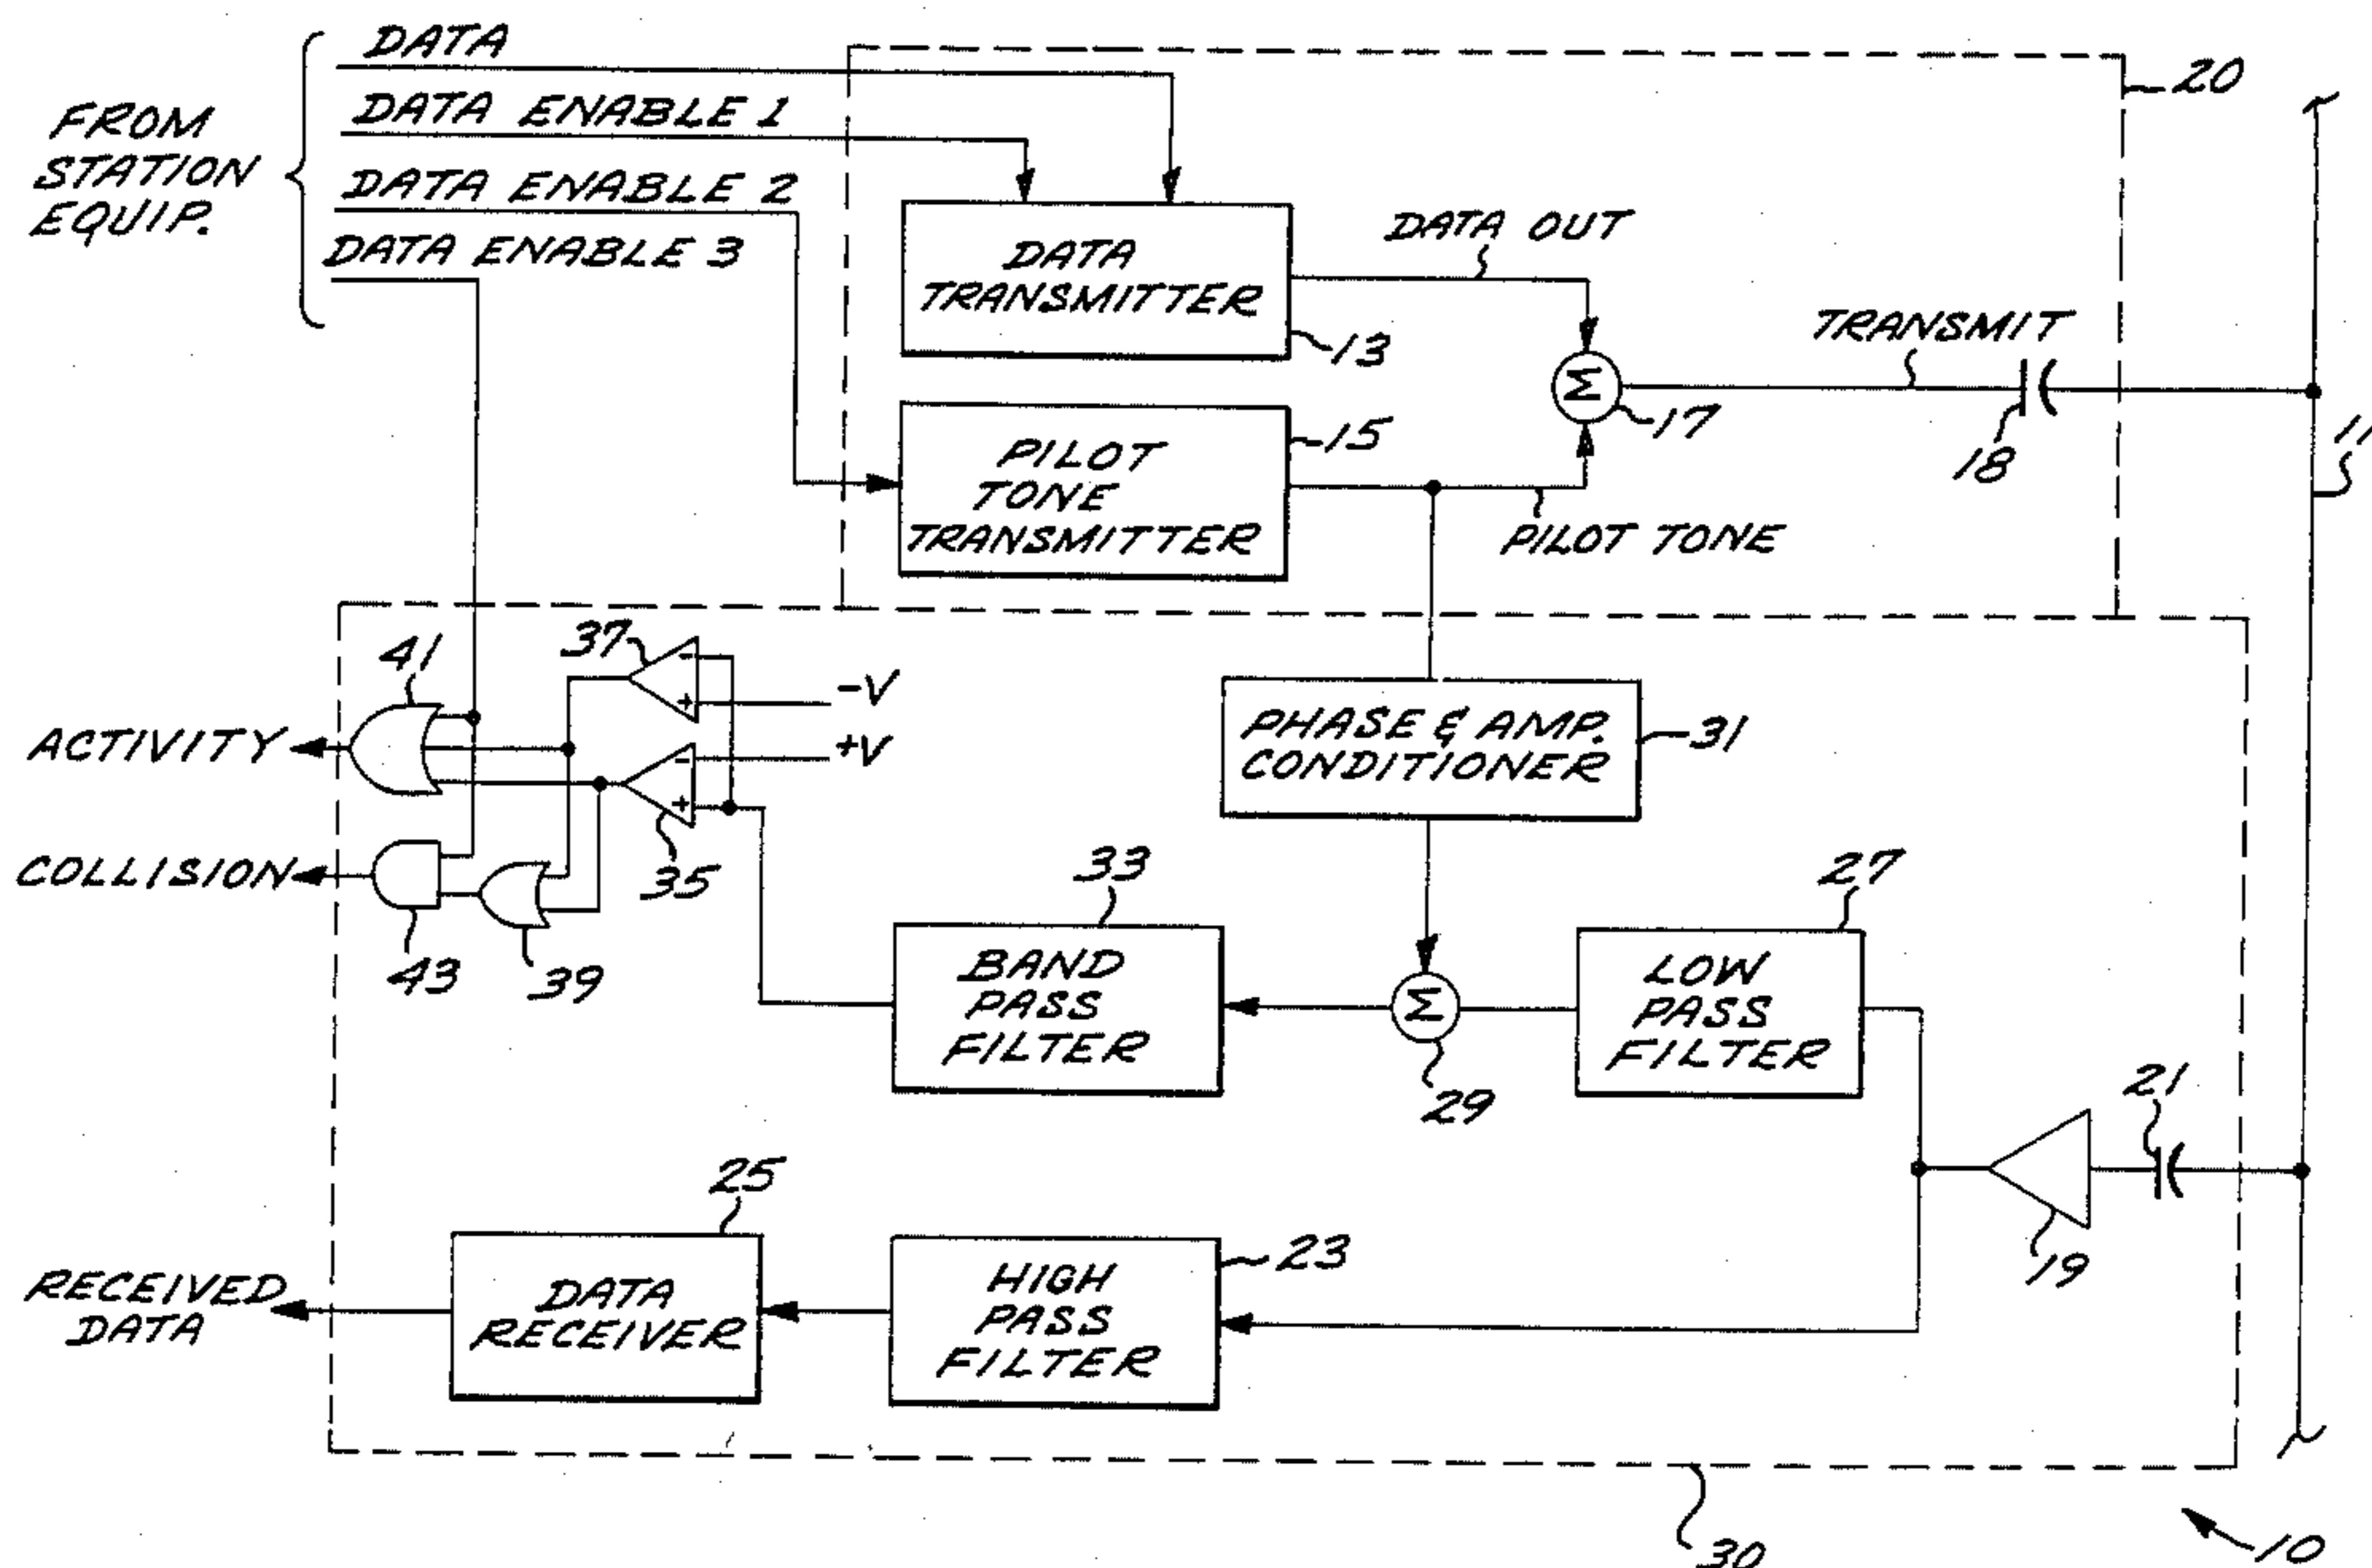 DATA
DATA ENABLE 1
DATA ENABLE 2
DATA ENABLE 3
FROM
STATION
EQUIP.
20
DATA
TRANSMITTER
13
DATA OUT
Σ
17
TRANSMIT
18
11
PILOT
TONE
TRANSMITTER
15
PILOT TONE
41
37
-
+
-V
+V
-
+
35
ACTIVITY
COLLISION
43
39
PHASE & AMP.
CONDITIONER
31
33
BAND
PASS
FILTER
Σ
29
27
LOW
PASS
FILTER
21
19
25
DATA
RECEIVER
23
HIGH
PASS
FILTER
RECEIVED
DATA
30
10